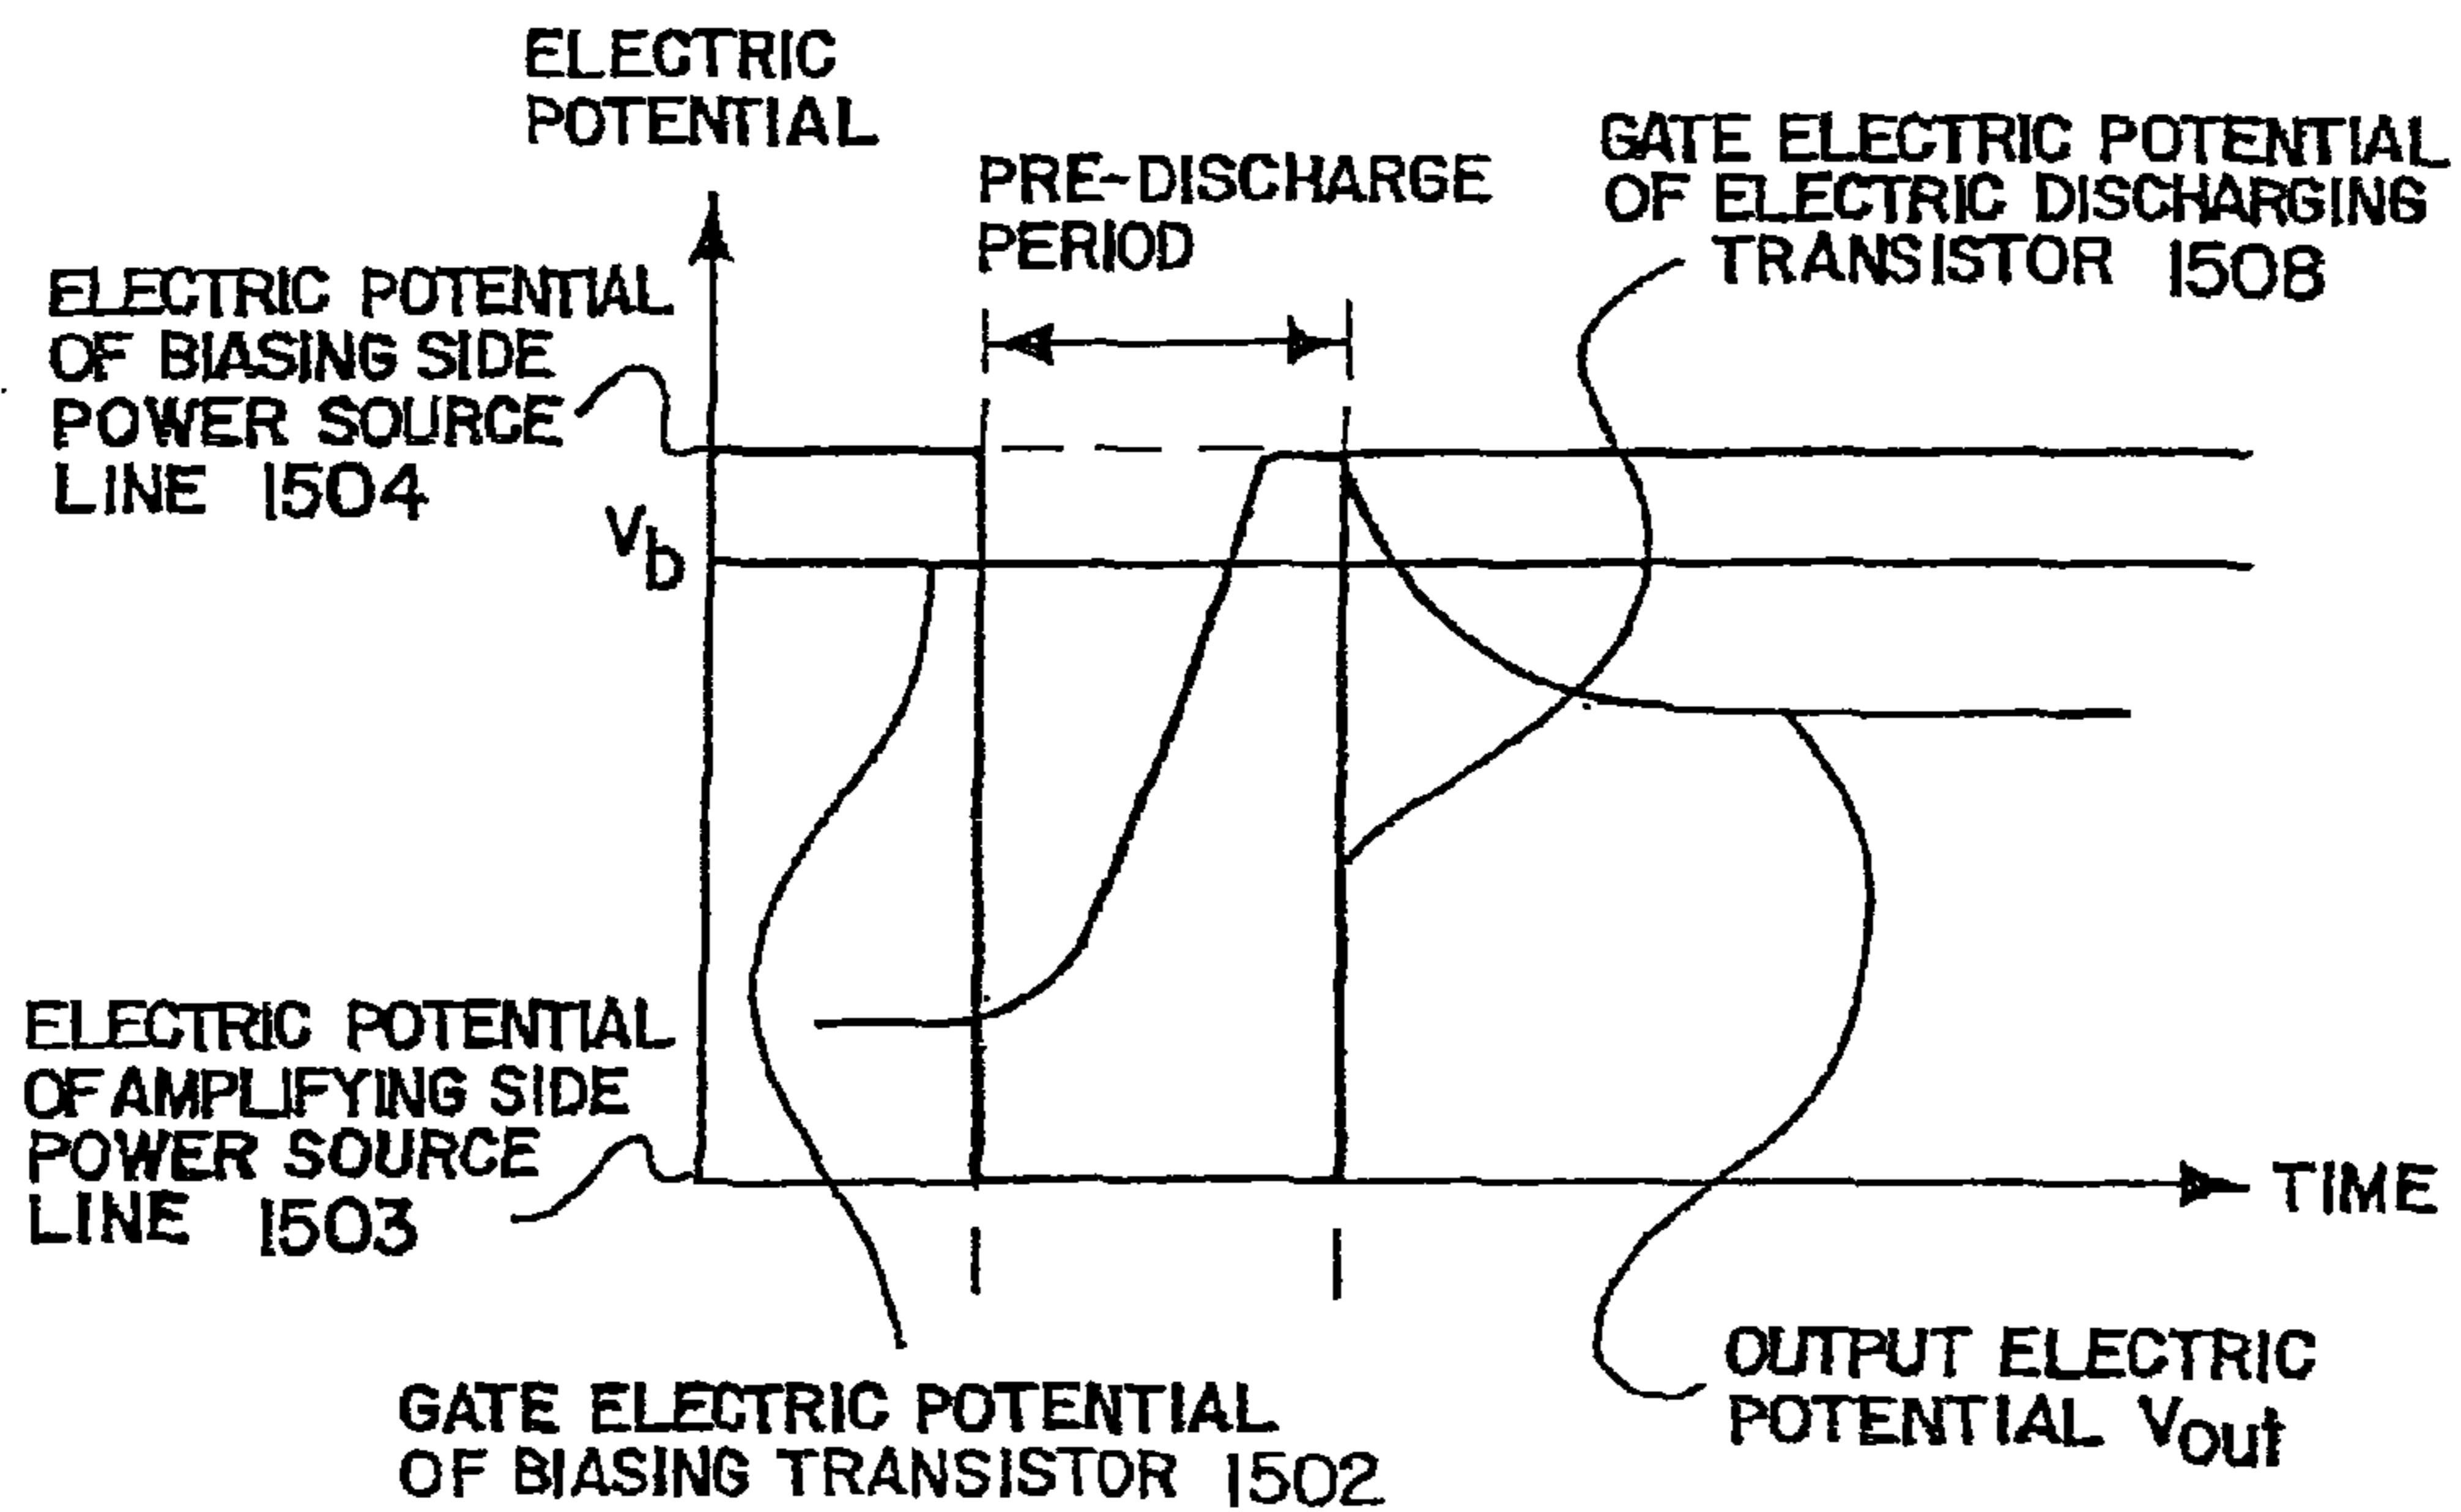 ELECTRIC
POTENTIAL
PRE-DISCHARGE
PERIOD
GATE ELECTRIC POTENTIAL
OF ELECTRIC DISCHARGING
TRANSISTOR 1508
ELECTRIC POTENTIAL
OF BIASING SIDE
POWER SOURCE
LINE 1504
Vb
ELECTRIC POTENTIAL
OF AMPLIFYING SIDE
POWER SOURCE
LINE 1503
TIME
GATE ELECTRIC POTENTIAL
OF BIASING TRANSISTOR 1502
OUTPUT ELECTRIC
POTENTIAL Vout